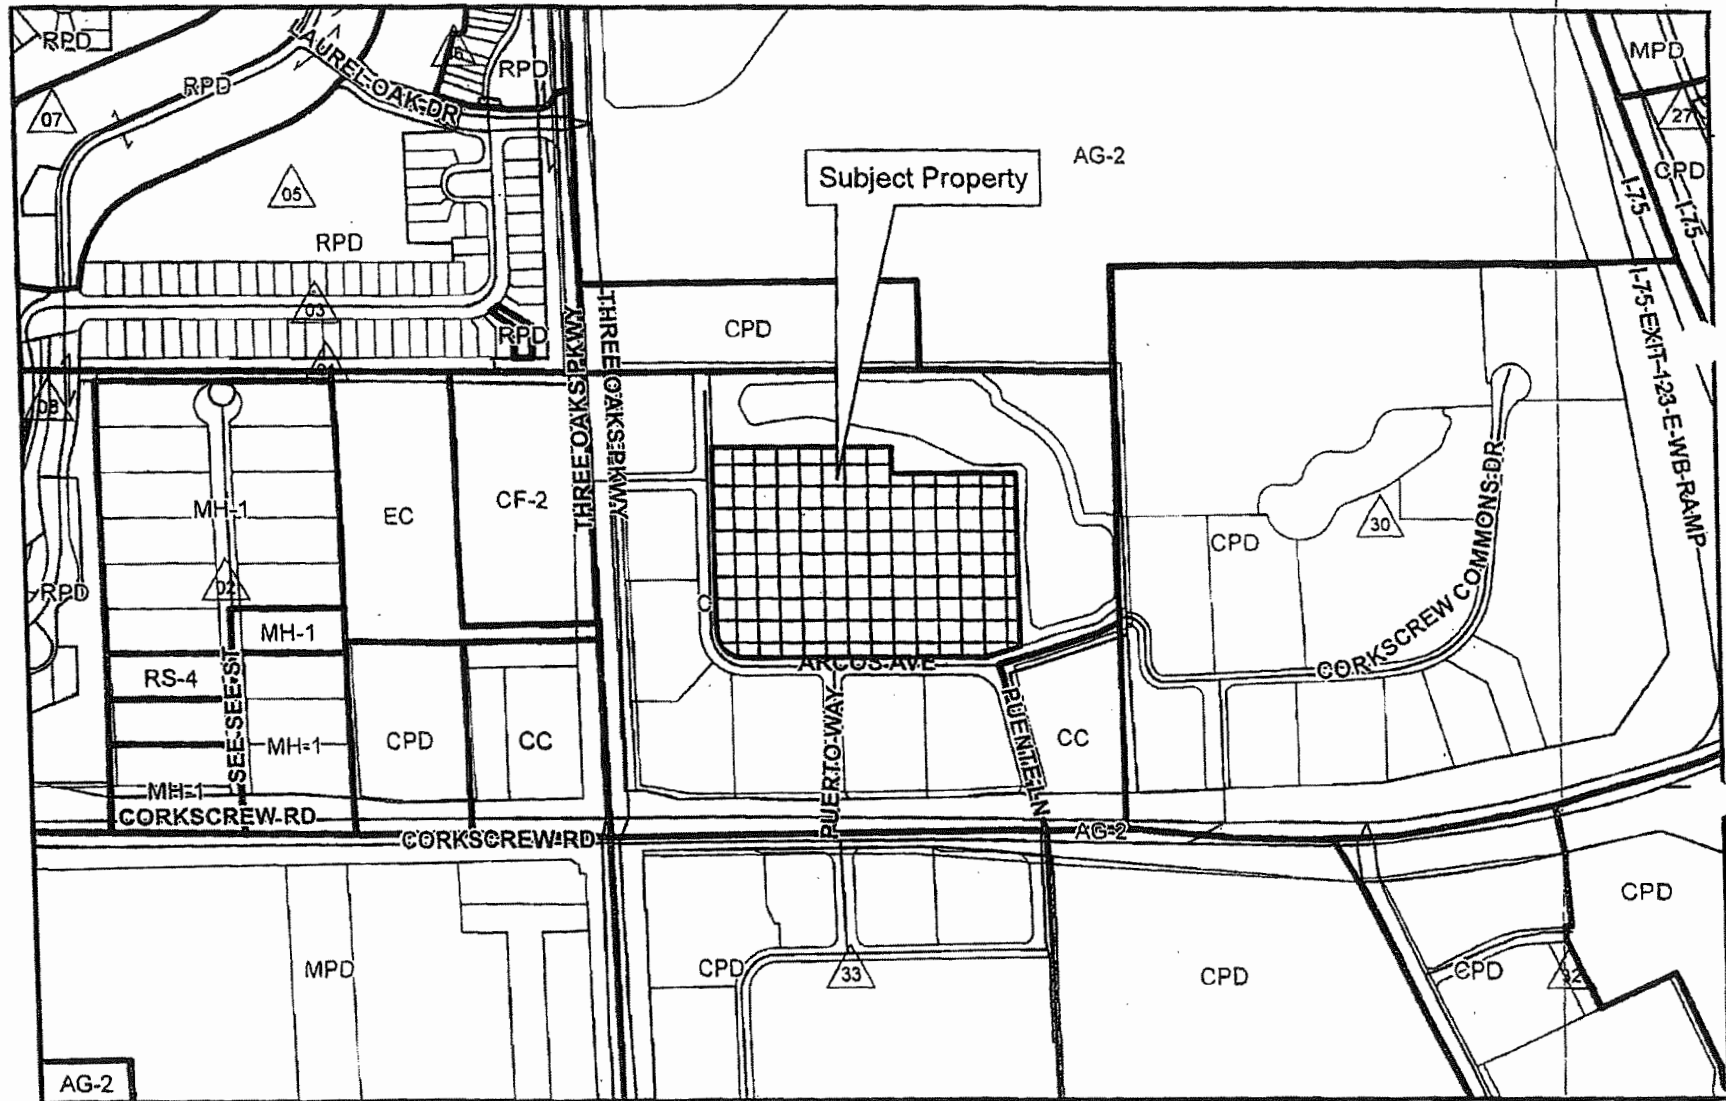 RPD
LAUREL OAK DR
RPD
MPD
RPD
07
27
AG-2
CPD
Subject Property
05
I-75
I-75
RPD
03
RPD
CPD
THREE OAKS PKWY
THREE OAKS PKWY
I-75-EXIT-123-E-WB-RAMP
08
MH-1
EC
CF-2
CPD
30
CORKSCREW COMMONS DR
02
RPD
C
MH-1
RS-4
ARCOS AVE
SEE SEE ST
MH-1
CPD
CC
PUERTO WAY
PUENTE LN
CC
MH-1
CORKSCREW RD
CORKSCREW RD
AG-2
CPD
MPD
CPD
33
CPD
CPD
AG-2